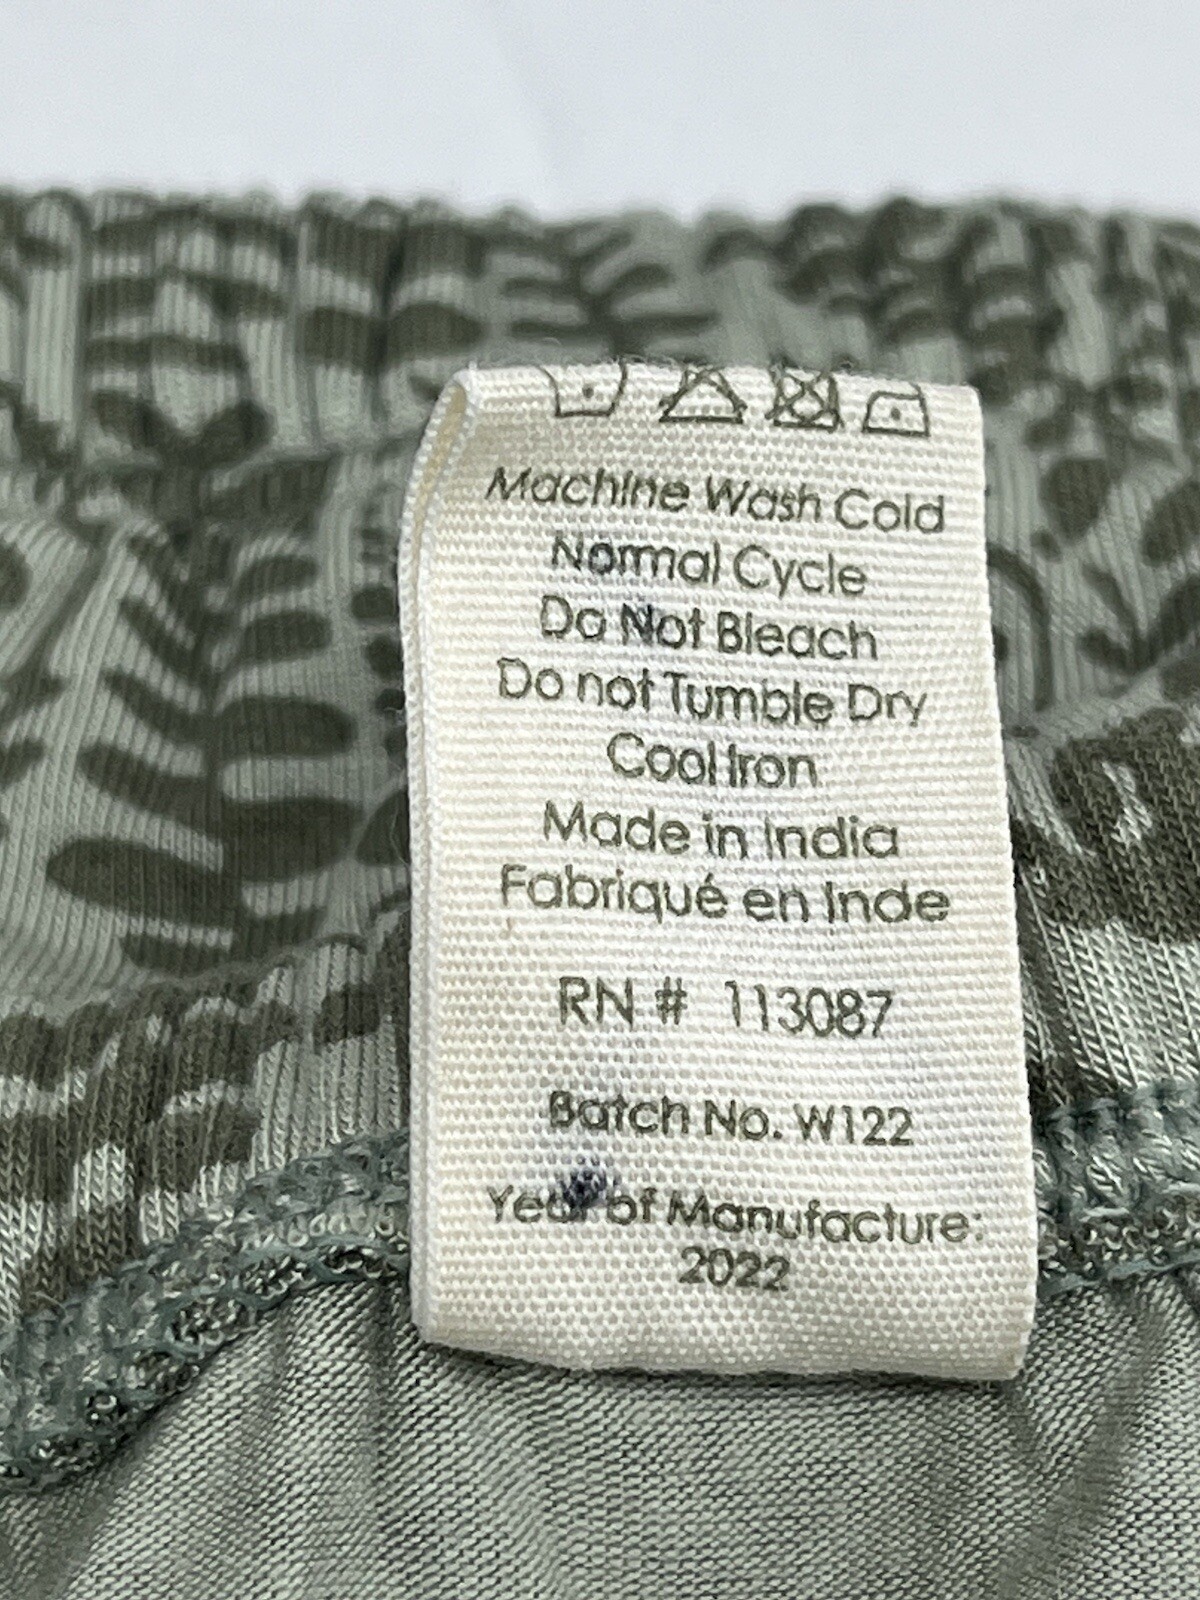 Machine Wash Cold
Normal Cycle
Do Not Bleach
Do not Tumble Dry
Cool Iron
Made in India
Fabriqué en Inde
RN # 113087
Batch No. W122
Year of Manufacture:
2022